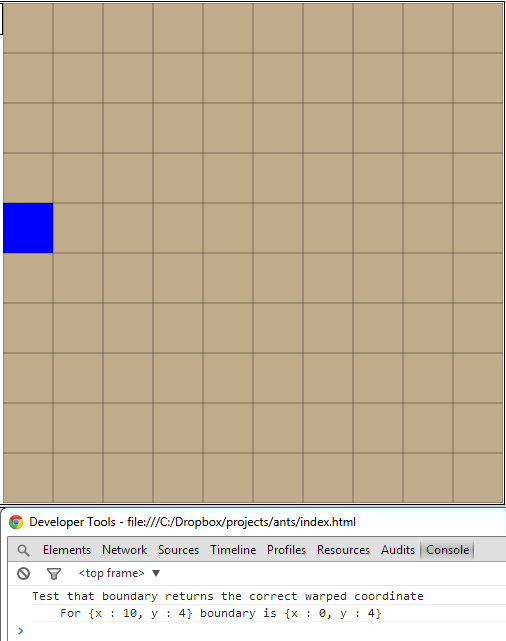 Developer Tools - file:///C:/Dropbox/projects/ants/index.html
Elements Network Sources Timeline Profiles Resources Audits Console
<top frame> ▼
Test that boundary returns the correct warped coordinate
For {x : 10, y : 4} boundary is {x : 0, y : 4}
>